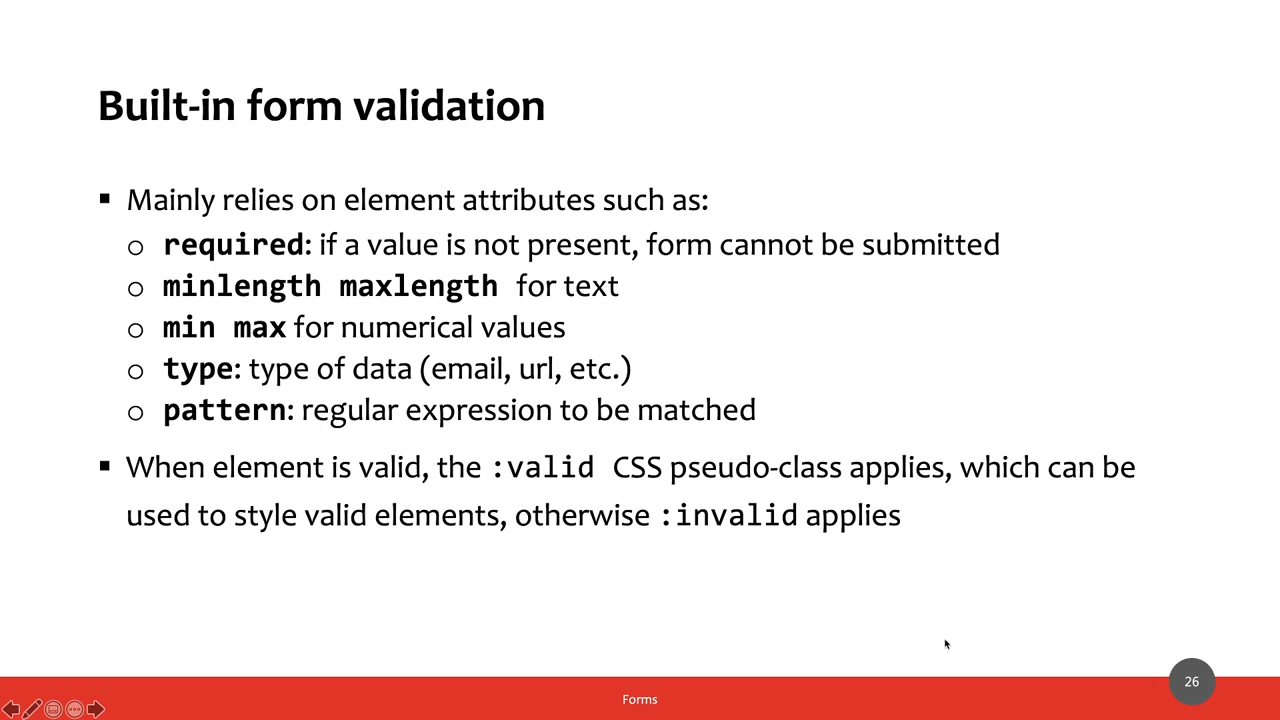 Built-in form validation
▪ Mainly relies on element attributes such as:
o required: if a value is not present, form cannot be submitted
o minlength maxlength for text
o min max for numerical values
o type: type of data (email, url, etc.)
o pattern: regular expression to be matched
▪ When element is valid, the :valid CSS pseudo-class applies, which can be
used to style valid elements, otherwise :invalid applies
26
Forms